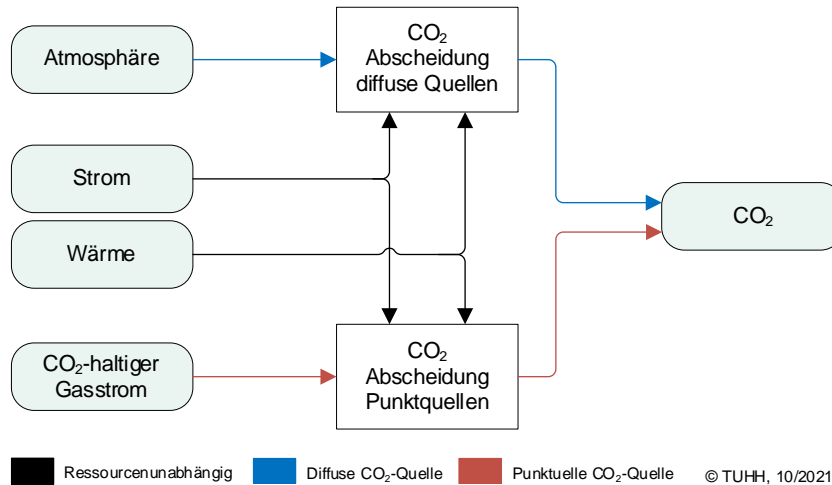 Atmosphäre
CO₂
Abscheidung
diffuse Quellen
Strom
Wärme
CO₂
CO₂-haltiger
Gasstrom
CO₂
Abscheidung
Punktquellen
Ressourcenunabhängig
Diffuse CO₂-Quelle
Punktuelle CO₂-Quelle
© TUHH, 10/2021